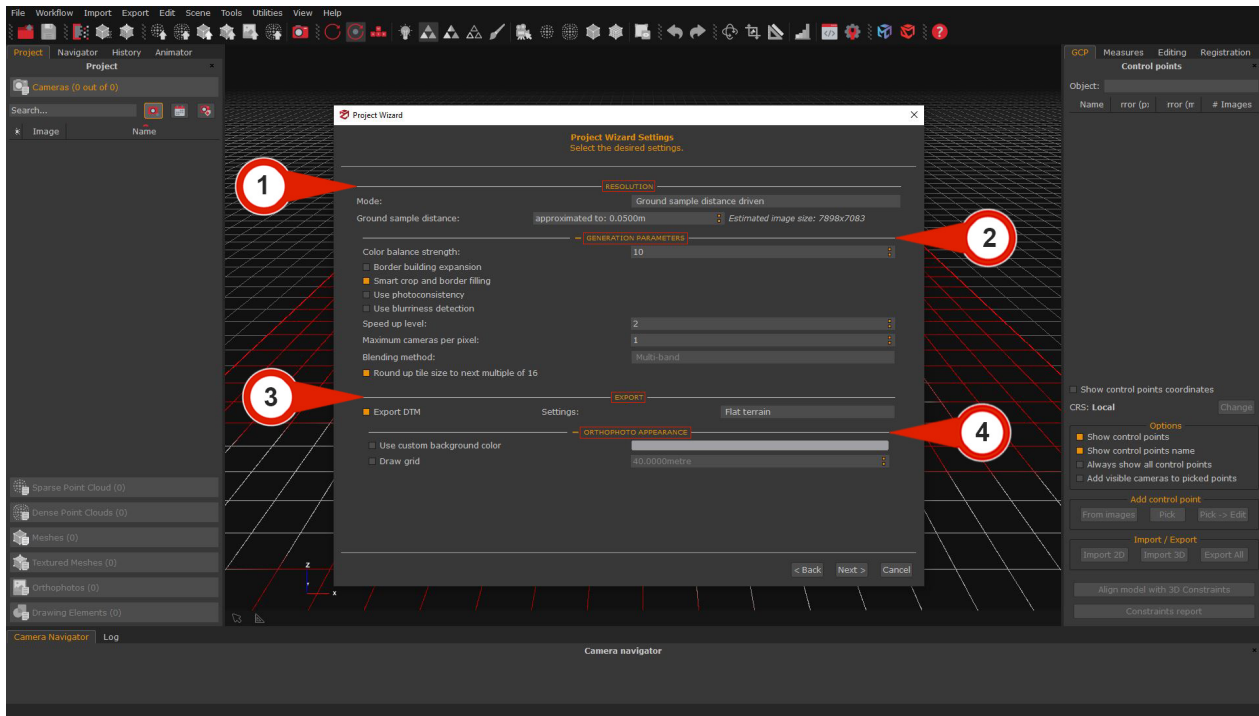 File Workflow Import Export Edit Scene Tools Utilities View Help
Project Navigator History Animator
Project
Cameras (0 out of 0)
Search...
Image Name
Sparse Point Cloud (0)
Dense Point Clouds (0)
Meshes (0)
Textured Meshes (0)
Orthophotos (0)
Drawing Elements (0)
Project Wizard
Project Wizard Settings
Select the desired settings.
1
RESOLUTION
Mode: Ground sample distance driven
Ground sample distance: approximated to: 0.0500m Estimated image size: 7898x7083
2
GENERATION PARAMETERS
Color balance strength: 10
Border building expansion
Smart crop and border filling
Use photoconsistency
Use blurriness detection
Speed up level: 2
Maximum cameras per pixel: 1
Blending method: Multi-band
Round up tile size to next multiple of 16
3
EXPORT
Export DTM Settings: Flat terrain
4
ORTHOPHOTO APPEARANCE
Use custom background color
Draw grid 40.0000metre
< Back Next > Cancel
z
x
GCP Measures Editing Registration
Control points
Object:
Name rror (p: rror (m # Images
Show control points coordinates
CRS: Local Change
Options
Show control points
Show control points name
Always show all control points
Add visible cameras to picked points
Add control point
From images Pick Pick -> Edit
Import / Export
Import 2D Import 3D Export All
Align model with 3D Constraints
Constraints report
Camera Navigator Log
Camera navigator